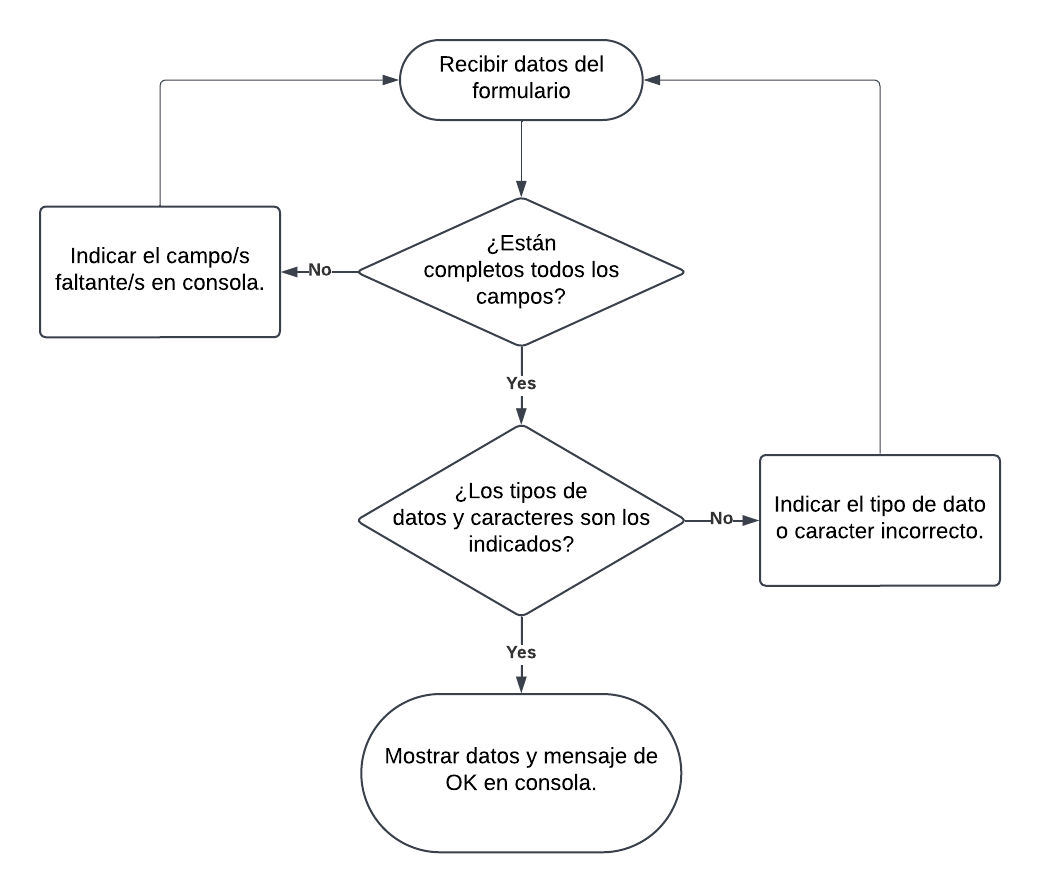 Recibir datos del
formulario
¿Están
completos todos los
campos?
No
Indicar el campo/s
faltante/s en consola.
Yes
¿Los tipos de
datos y caracteres son los
indicados?
No
Indicar el tipo de dato
o caracter incorrecto.
Yes
Mostrar datos y mensaje de
OK en consola.